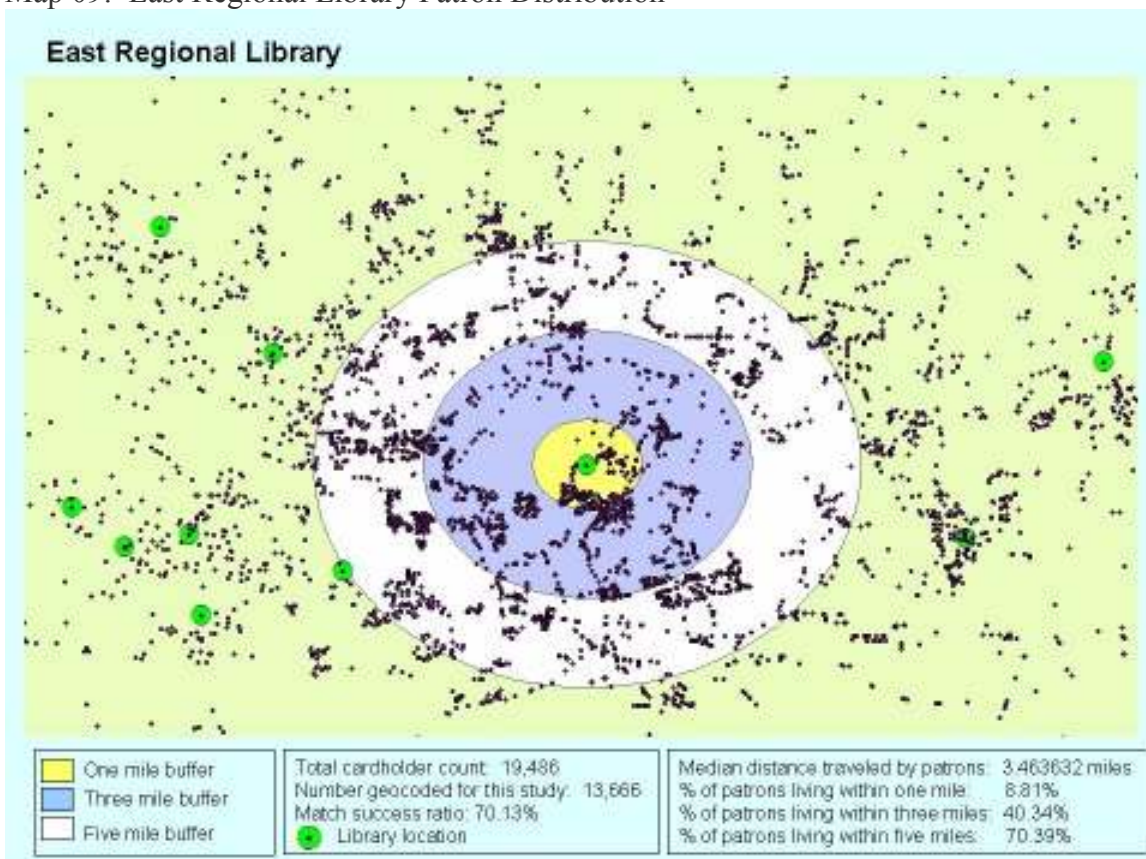 Map 09: East Regional Library Patron Distribution
East Regional Library
One mile buffer
Three mile buffer
Five mile buffer
Total cardholder count: 19,486
Number geocoded for this study: 13,666
Match success ratio: 70.13%
Library location
Median distance traveled by patrons: 3.463632 miles
% of patrons living within one mile: 8.81%
% of patrons living within three miles: 40.34%
% of patrons living within five miles: 70.39%